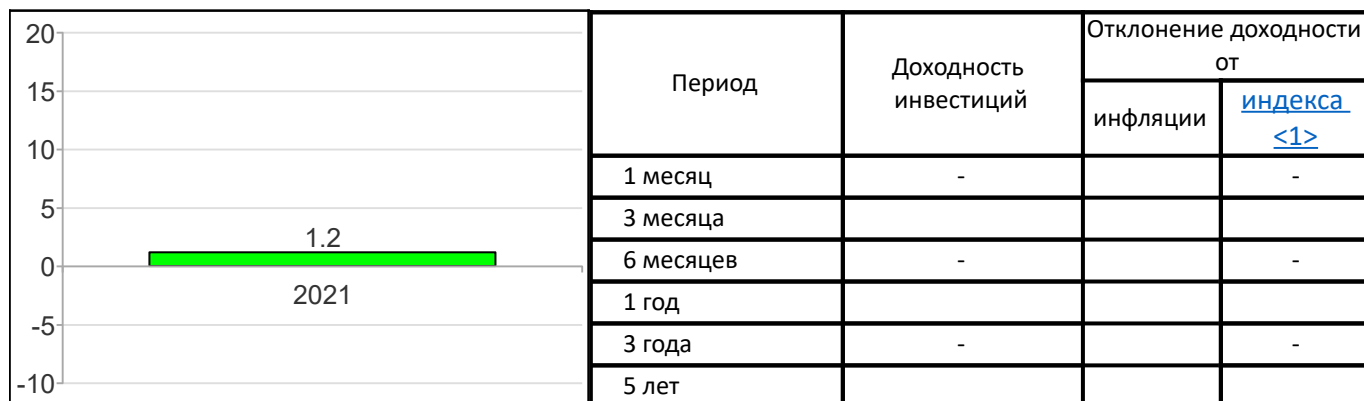 20
15
10
5
0
-5
-10
1.2
2021
Период
Доходность
инвестиций
Отклонение доходности
от
инфляции
индекса
<1>
1 месяц - -
3 месяца
6 месяцев - -
1 год
3 года - -
5 лет